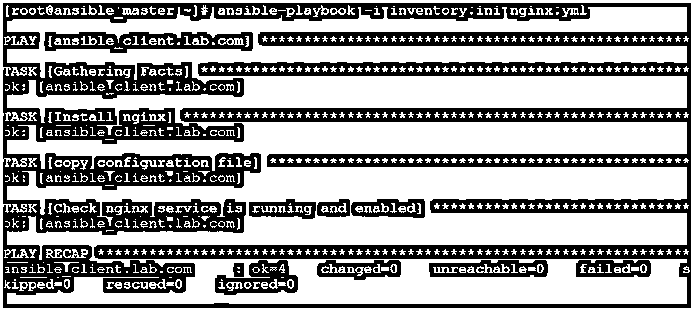 [root@ansible_master ~]# ansible-playbook -i inventory.ini nginx.yml
PLAY [ansible_client.lab.com] **************************************************
TASK [Gathering Facts] *********************************************************
ok: [ansible_client.lab.com]
TASK [Install nginx] ***********************************************************
ok: [ansible_client.lab.com]
TASK [copy configuration file] *************************************************
ok: [ansible_client.lab.com]
TASK [Check nginx service is running and enabled] ******************************
ok: [ansible_client.lab.com]
PLAY RECAP *********************************************************************
ansible_client.lab.com : ok=4 changed=0 unreachable=0 failed=0 s
kipped=0 rescued=0 ignored=0